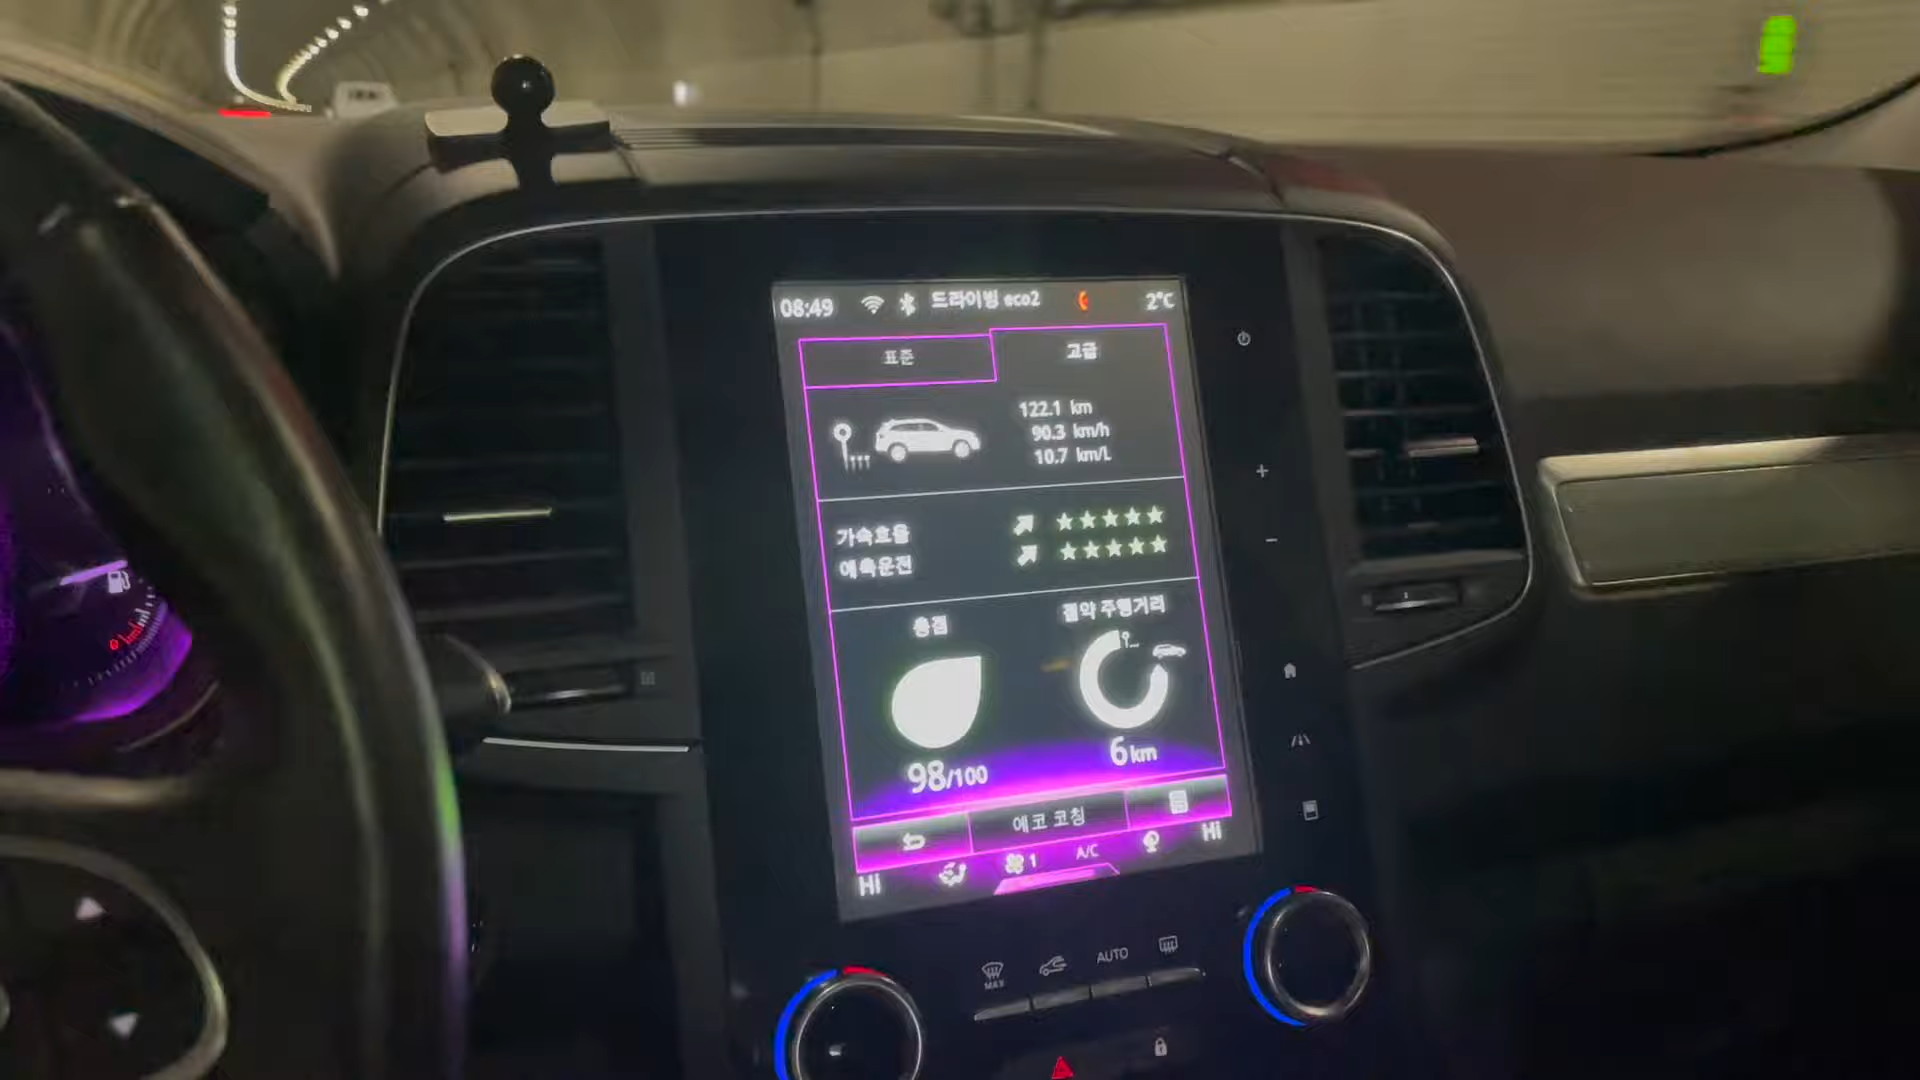 08:49 드라이빙 eco2 2°C
표준 고급
122.1 km
90.3 km/h
10.7 km/L
가속효율
예측운전
총점 절약 주행거리
98/100 6km
에코 코칭
Hi 1 A/C Hi
MAX AUTO